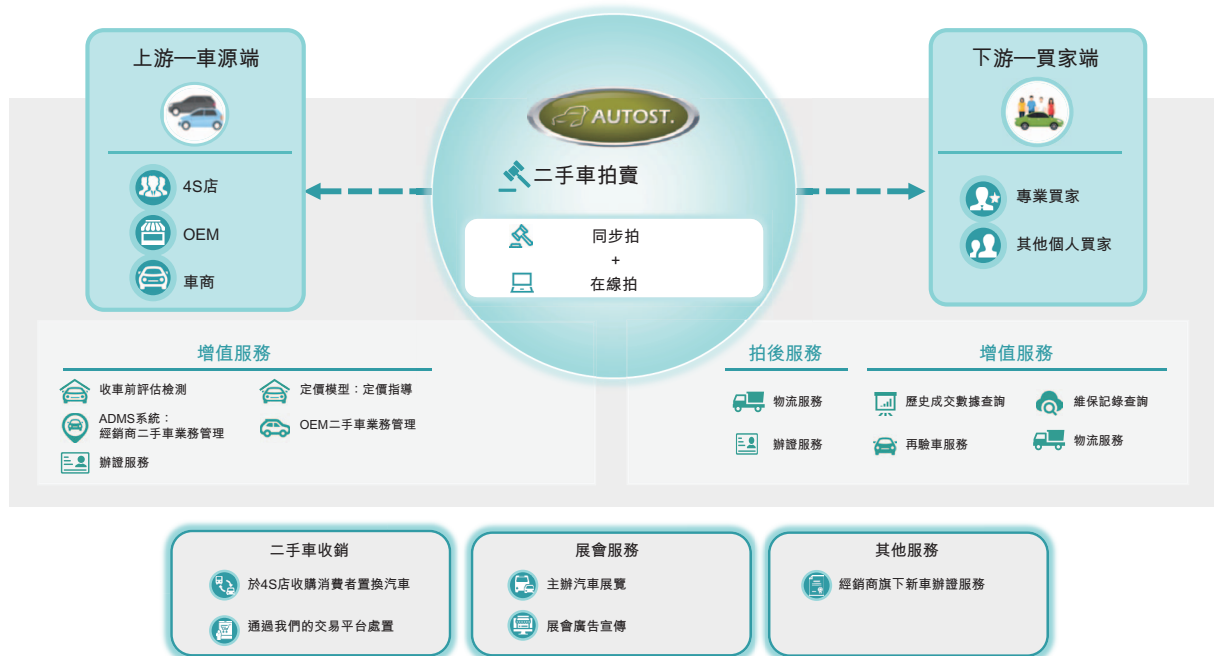 上游—車源端
4S店
OEM
車商
AUTOST.
二手車拍賣
同步拍
+
在線拍
下游—買家端
專業買家
其他個人買家
增值服務
收車前評估檢測
定價模型：定價指導
ADMS系統：
經銷商二手車業務管理
OEM二手車業務管理
辦證服務
拍後服務
物流服務
辦證服務
增值服務
歷史成交數據查詢
維保記錄查詢
再驗車服務
物流服務
二手車收銷
於4S店收購消費者置換汽車
通過我們的交易平台處置
展會服務
主辦汽車展覽
展會廣告宣傳
其他服務
經銷商旗下新車辦證服務